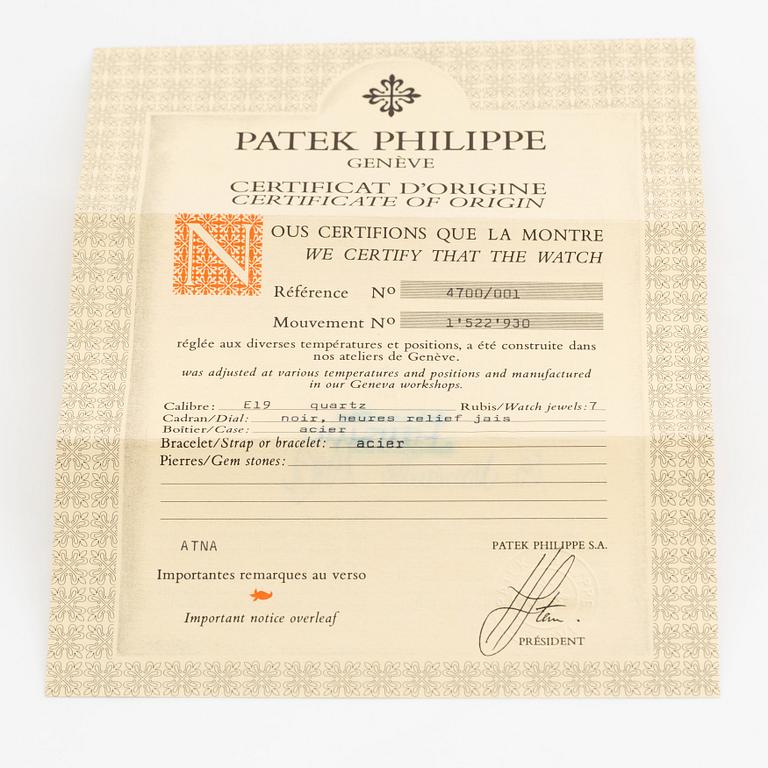 PATEK PHILIPPE
GENÈVE
CERTIFICAT D'ORIGINE
CERTIFICATE OF ORIGIN
NOUS CERTIFIONS QUE LA MONTRE
WE CERTIFY THAT THE WATCH
Référence Nº 4700/001
Mouvement Nº 1'522'930
réglée aux diverses températures et positions, a été construite dans
nos ateliers de Genève.
was adjusted at various temperatures and positions and manufactured
in our Geneva workshops.
Calibre: E19 quartz Rubis/Watch jewels: 7
Cadran/Dial: noir, heures relief jais
Boîtier/Case: acier
Bracelet/Strap or bracelet: acier
Pierres/Gem stones:
ATNA PATEK PHILIPPE S.A.
Importantes remarques au verso
Important notice overleaf
PRÉSIDENT